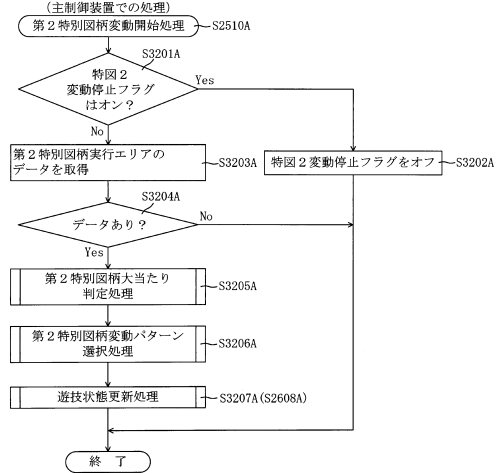 （主制御装置での処理）
第２特別図柄変動開始処理
S2510A
S3201A
特図２
変動停止フラグ
はオン？
Yes
No
第２特別図柄実行エリアの
データを取得
S3203A
特図２変動停止フラグをオフ
S3202A
S3204A
データあり？
No
Yes
第２特別図柄大当たり
判定処理
S3205A
第２特別図柄変動パターン
選択処理
S3206A
遊技状態更新処理
S3207A(S2608A)
終 了